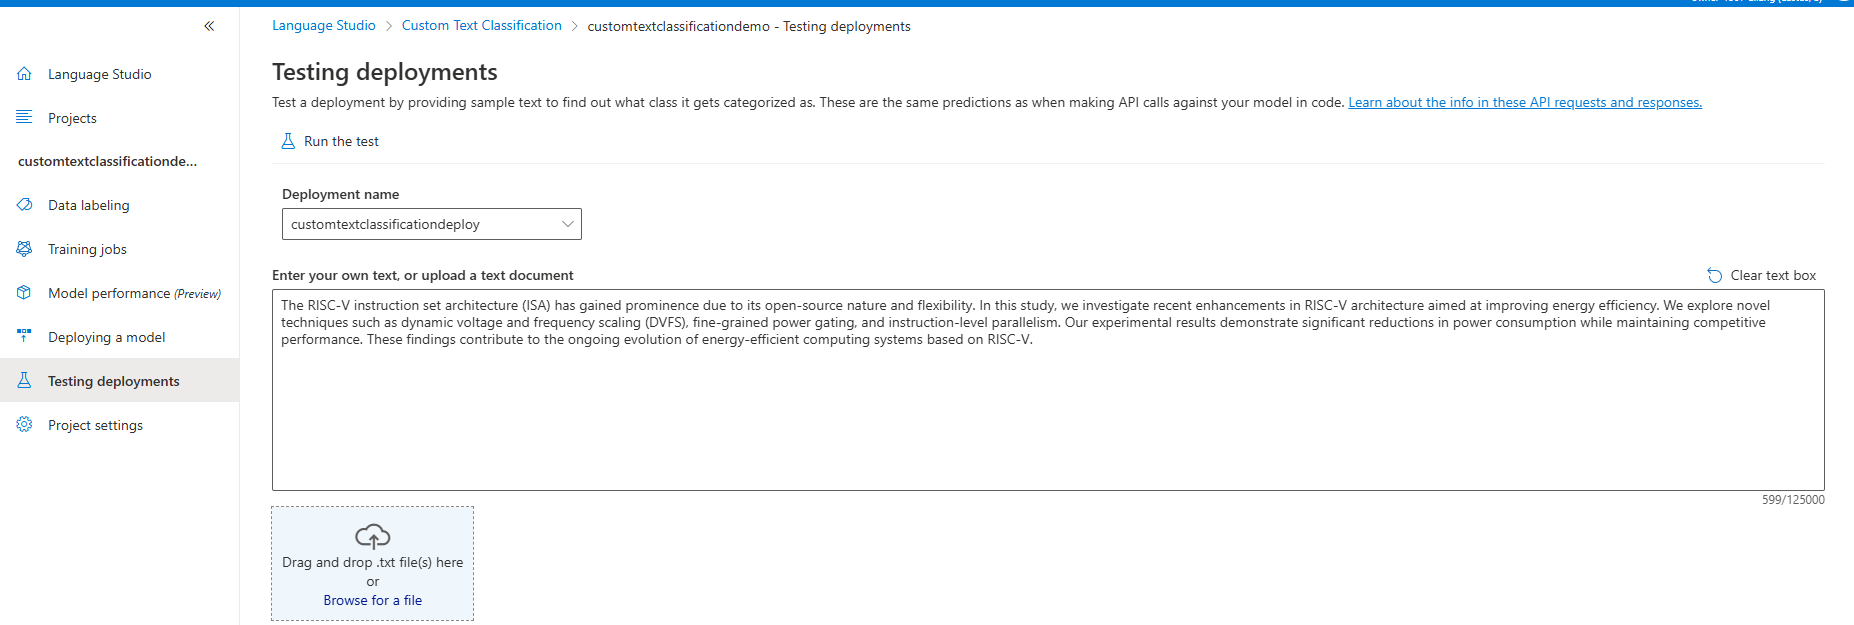 Language Studio > Custom Text Classification > customtextclassificationdemo - Testing deployments
Language Studio
Projects
customtextclassificationde...
Data labeling
Training jobs
Model performance (Preview)
Deploying a model
Testing deployments
Project settings
Testing deployments
Test a deployment by providing sample text to find out what class it gets categorized as. These are the same predictions as when making API calls against your model in code. Learn about the info in these API requests and responses.
Run the test
Deployment name
customtextclassificationdeploy
Enter your own text, or upload a text document
Clear text box
The RISC-V instruction set architecture (ISA) has gained prominence due to its open-source nature and flexibility. In this study, we investigate recent enhancements in RISC-V architecture aimed at improving energy efficiency. We explore novel
techniques such as dynamic voltage and frequency scaling (DVFS), fine-grained power gating, and instruction-level parallelism. Our experimental results demonstrate significant reductions in power consumption while maintaining competitive
performance. These findings contribute to the ongoing evolution of energy-efficient computing systems based on RISC-V.
599/125000
Drag and drop .txt file(s) here
or
Browse for a file